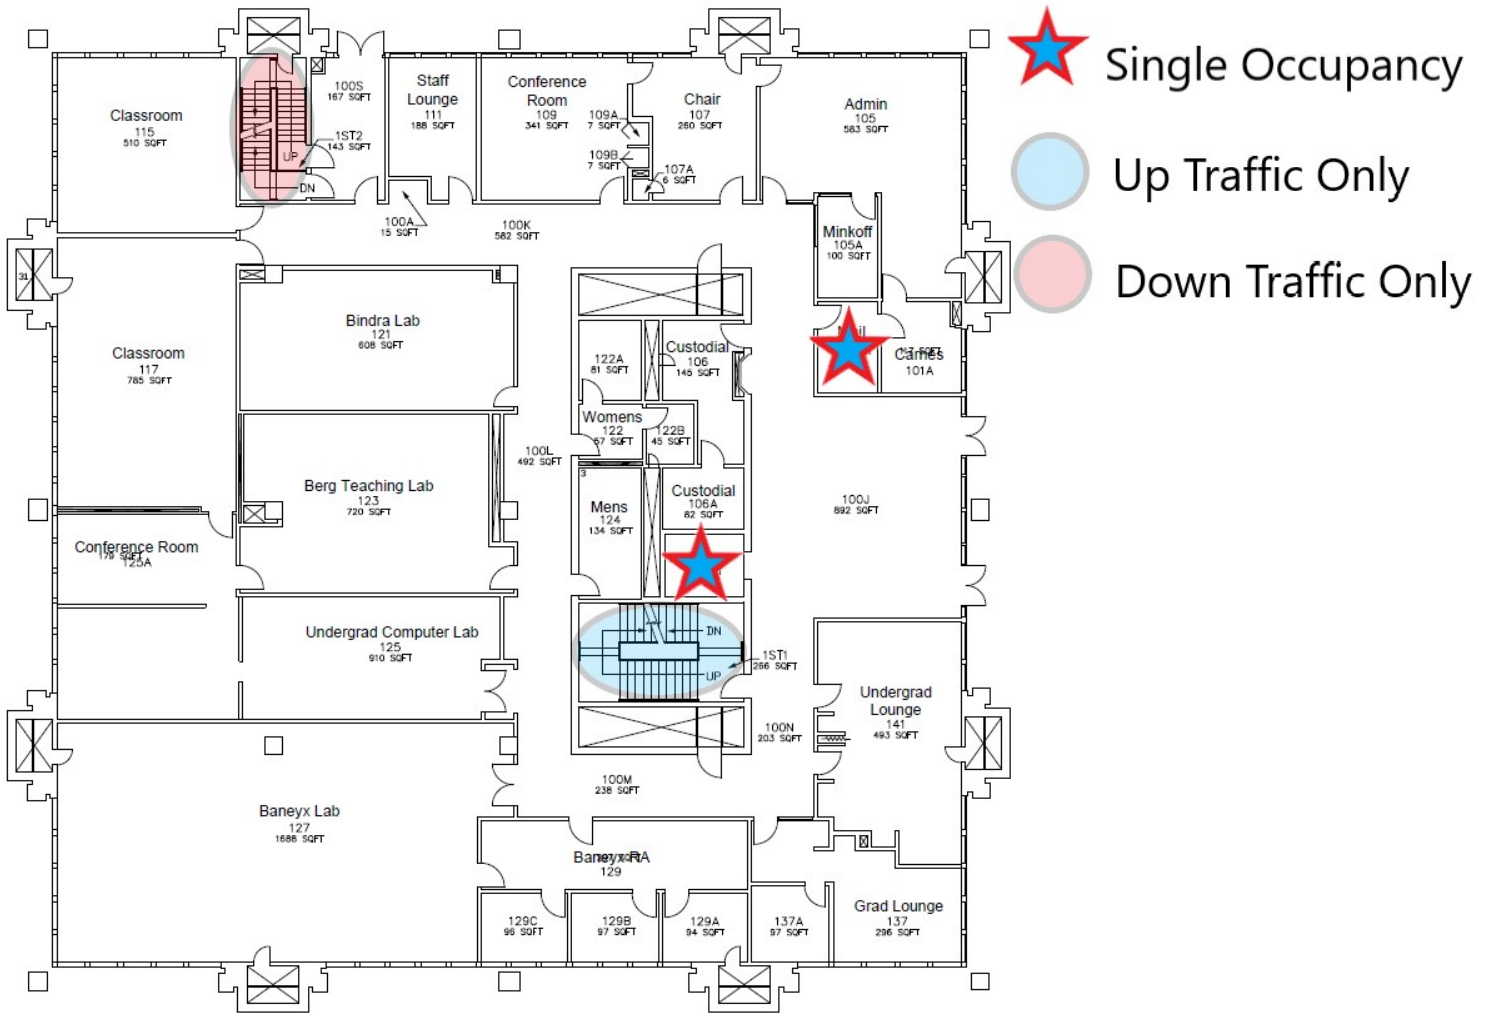 Single Occupancy
Up Traffic Only
Down Traffic Only
Classroom
115
510 SQFT
UP
DN
1ST2
143 SQFT
100S
167 SQFT
Staff
Lounge
111
188 SQFT
Conference
Room
109
341 SQFT
109A
7 SQFT
109B
7 SQFT
107A
6 SQFT
Chair
107
260 SQFT
Admin
105
583 SQFT
100A
15 SQFT
100K
582 SQFT
Minkoff
105A
100 SQFT
31
Classroom
117
785 SQFT
Bindra Lab
121
608 SQFT
122A
81 SQFT
Custodial
106
145 SQFT
Carnes
101A
Womens
122
57 SQFT
122B
45 SQFT
100L
492 SQFT
Berg Teaching Lab
123
720 SQFT
3
Mens
124
134 SQFT
Custodial
106A
82 SQFT
100J
892 SQFT
Conference Room
179 SQFT
125A
Undergrad Computer Lab
125
910 SQFT
DN
UP
1ST1
266 SQFT
Undergrad
Lounge
141
493 SQFT
100N
203 SQFT
100M
238 SQFT
Baneyx Lab
127
1688 SQFT
Baneyx RA
129
129C
96 SQFT
129B
97 SQFT
129A
94 SQFT
137A
97 SQFT
Grad Lounge
137
296 SQFT